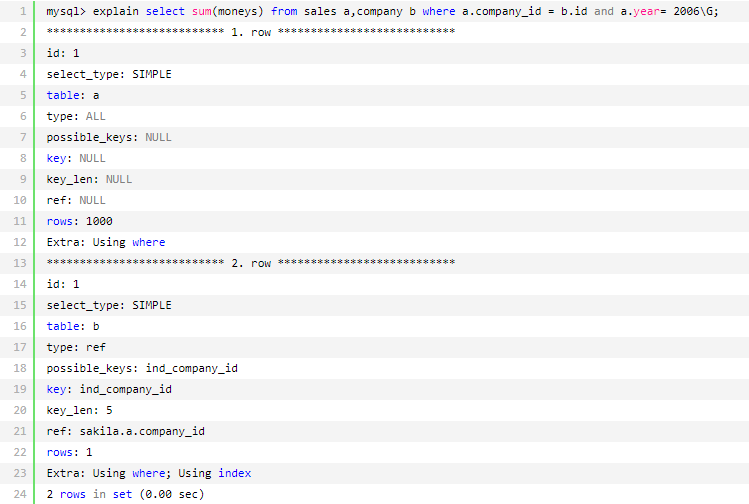 1 mysql> explain select sum(moneys) from sales a,company b where a.company_id = b.id and a.year= 2006\G;
2 *************************** 1. row ***************************
3 id: 1
4 select_type: SIMPLE
5 table: a
6 type: ALL
7 possible_keys: NULL
8 key: NULL
9 key_len: NULL
10 ref: NULL
11 rows: 1000
12 Extra: Using where
13 *************************** 2. row ***************************
14 id: 1
15 select_type: SIMPLE
16 table: b
17 type: ref
18 possible_keys: ind_company_id
19 key: ind_company_id
20 key_len: 5
21 ref: sakila.a.company_id
22 rows: 1
23 Extra: Using where; Using index
24 2 rows in set (0.00 sec)